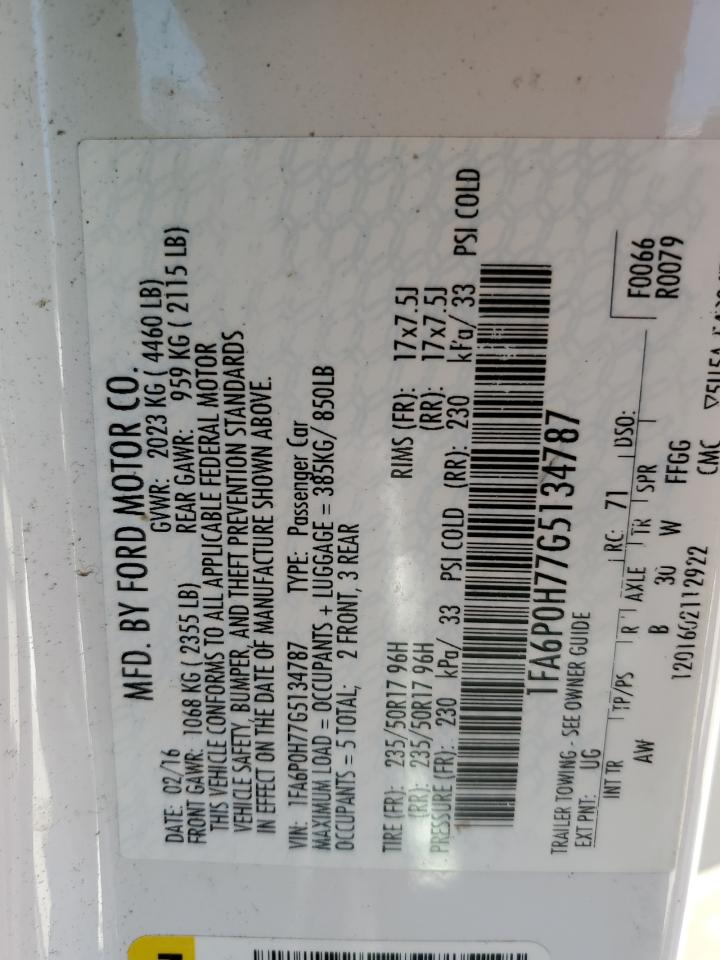 MFD. BY FORD MOTOR CO.
DATE: 02/16 GVWR: 2023 KG ( 4460 LB)
FRONT GAWR: 1068 KG ( 2355 LB) REAR GAWR: 959 KG ( 2115 LB)
THIS VEHICLE CONFORMS TO ALL APPLICABLE FEDERAL MOTOR
VEHICLE SAFETY, BUMPER, AND THEFT PREVENTION STANDARDS
IN EFFECT ON THE DATE OF MANUFACTURE SHOWN ABOVE.
VIN: 1FA6P0H77G5134787 TYPE: Passenger Car
MAXIMUM LOAD = OCCUPANTS + LUGGAGE = 385KG/ 850LB
OCCUPANTS = 5 TOTAL; 2 FRONT, 3 REAR
TIRE (FR): 235/50R17 96H RIMS (FR): 17x7.5J
(RR): 235/50R17 96H (RR): 17x7.5J
PRESSURE (FR): 230 kPa/ 33 PSI COLD (RR): 230 kPa/ 33 PSI COLD
1FA6P0H77G5134787
TRAILER TOWING - SEE OWNER GUIDE
EXT PNT: UG RC: 71 DSO: F0066
R0079
INT TR TP/PS R AXLE TR SPR
AW B 30 W FFGG
1201602112922 CMC